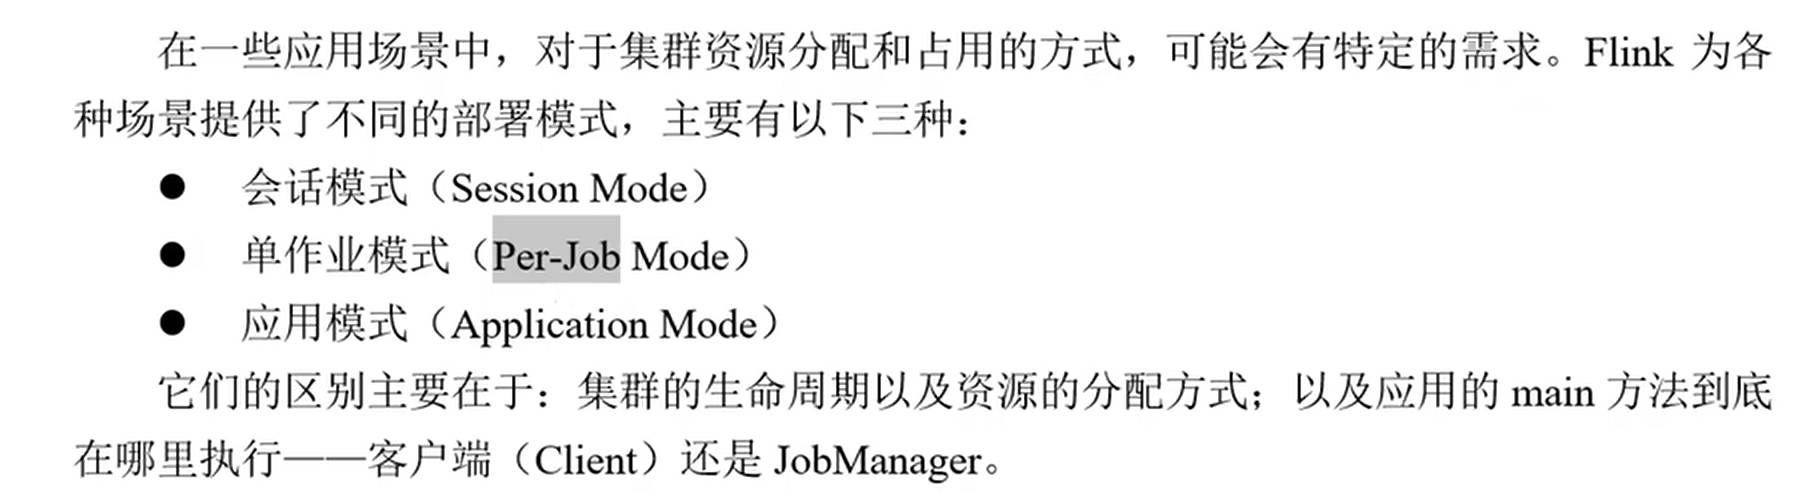 在一些应用场景中，对于集群资源分配和占用的方式，可能会有特定的需求。Flink 为各
种场景提供了不同的部署模式，主要有以下三种：
● 会话模式（Session Mode）
● 单作业模式（Per-Job Mode）
● 应用模式（Application Mode）
它们的区别主要在于：集群的生命周期以及资源的分配方式；以及应用的 main 方法到底
在哪里执行——客户端（Client）还是 JobManager。